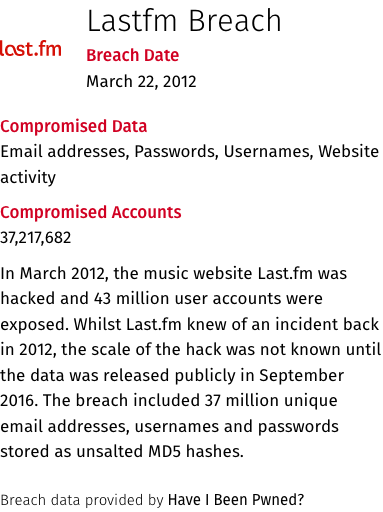 Lastfm Breach
last.fm
Breach Date
March 22, 2012
Compromised Data
Email addresses, Passwords, Usernames, Website
activity
Compromised Accounts
37,217,682
In March 2012, the music website Last.fm was
hacked and 43 million user accounts were
exposed. Whilst Last.fm knew of an incident back
in 2012, the scale of the hack was not known until
the data was released publicly in September
2016. The breach included 37 million unique
email addresses, usernames and passwords
stored as unsalted MD5 hashes.
Breach data provided by Have I Been Pwned?